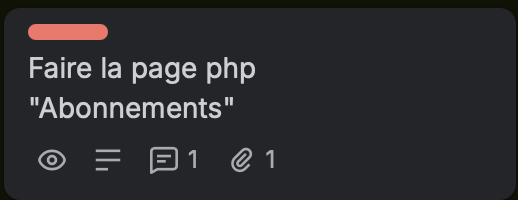 Faire la page php
"Abonnements"
1 1